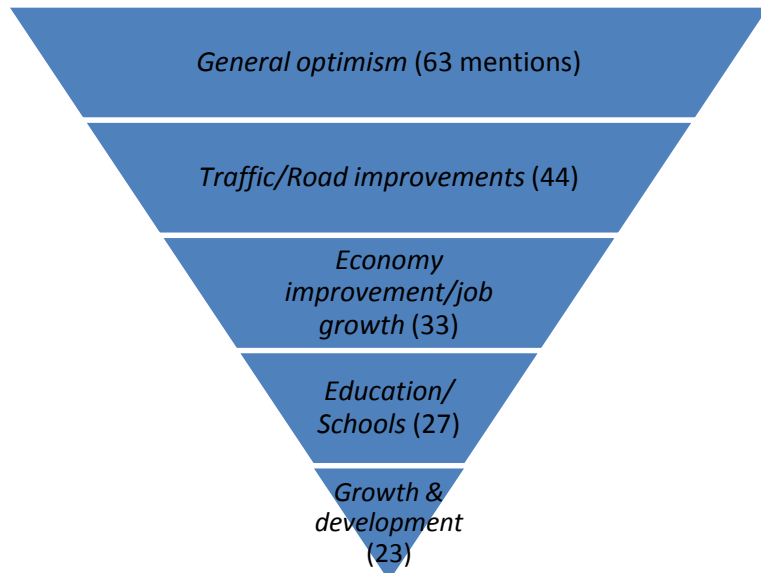 General optimism (63 mentions)
Traffic/Road improvements (44)
Economy
improvement/job
growth (33)
Education/
Schools (27)
Growth &
development
(23)